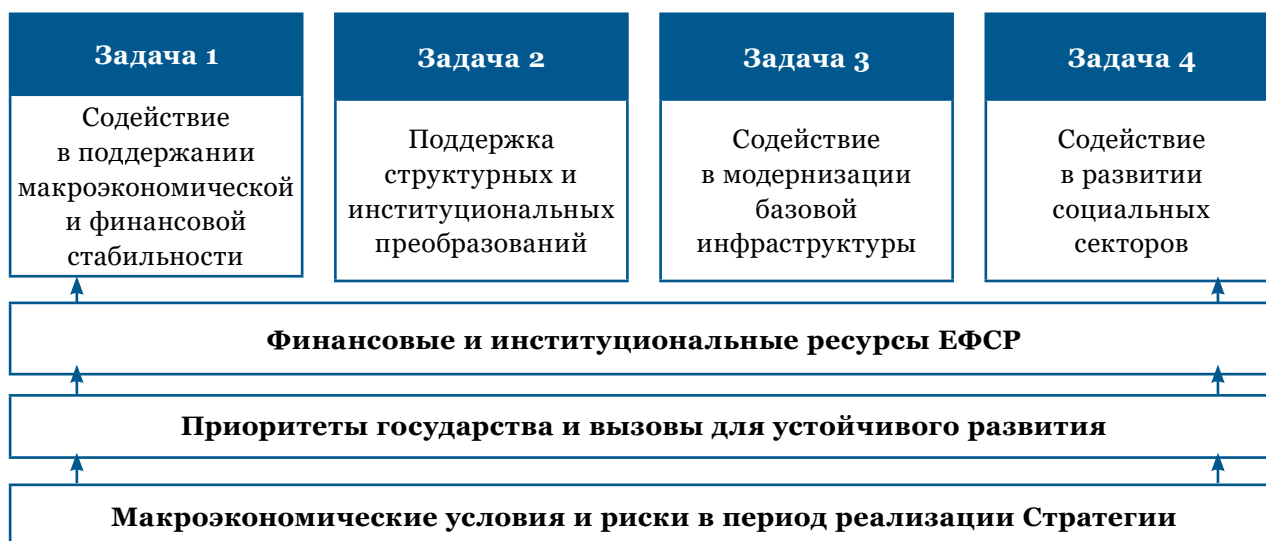 Задача 1
Содействие
в поддержании
макроэкономической
и финансовой
стабильности
Задача 2
Поддержка
структурных и
институциональных
преобразований
Задача 3
Содействие
в модернизации
базовой
инфраструктуры
Задача 4
Содействие
в развитии
социальных
секторов
Финансовые и институциональные ресурсы ЕФСР
Приоритеты государства и вызовы для устойчивого развития
Макроэкономические условия и риски в период реализации Стратегии